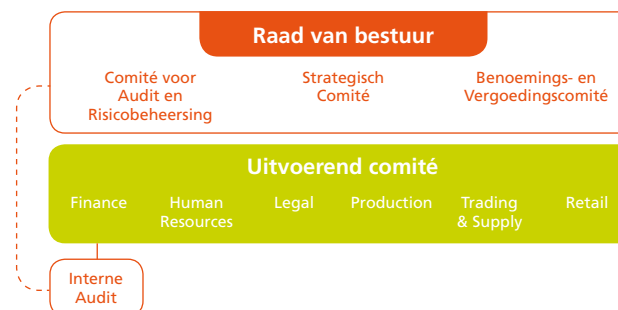 Raad van bestuur
Comité voor
Audit en
Risicobeheersing
Strategisch
Comité
Benoemings- en
Vergoedingscomité
Uitvoerend comité
Finance
Human
Resources
Legal
Production
Trading
& Supply
Retail
Interne
Audit